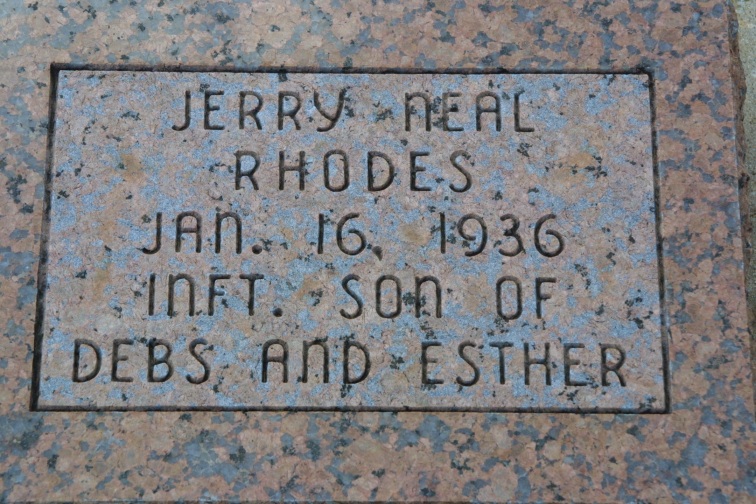 JERRY NEAL
RHODES
JAN. 16, 1936
INFT. SON OF
DEBS AND ESTHER